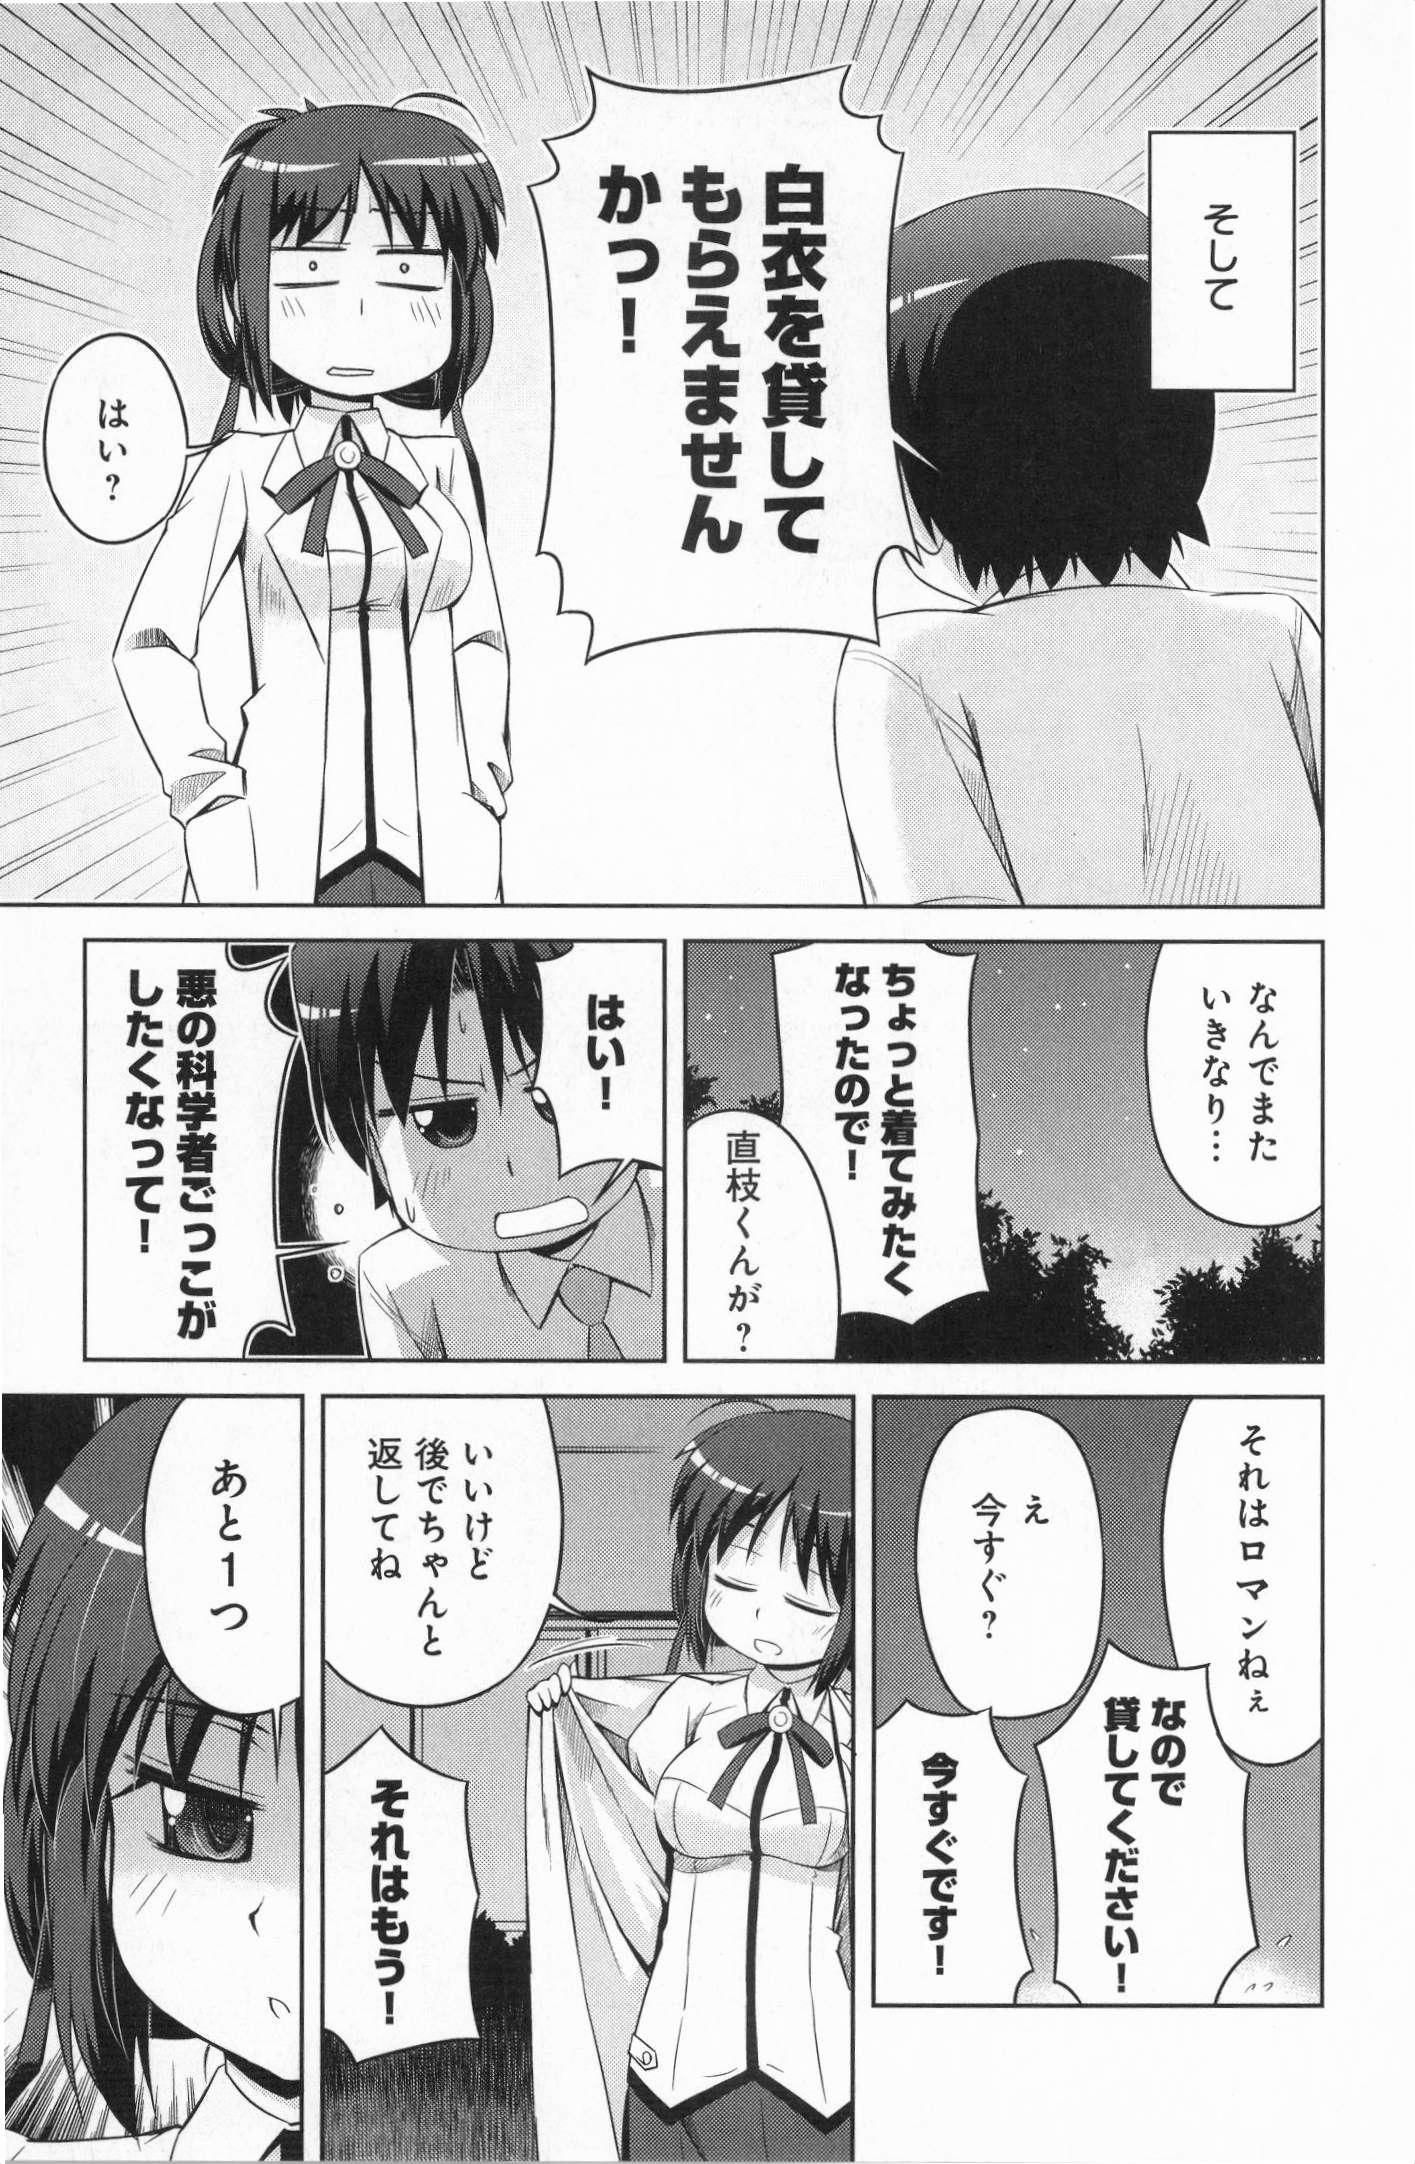 そして
白衣を貸して
もらえません
かっ！
はい？
なんでまた
いきなり…
ちょっと着てみたく
なったので！
直枝くんが？
はい！
悪の科学者ごっこが
したくなって！
それはロマンねぇ
なので
貸してください！
え
今すぐ？
今すぐです！
いいけど
後でちゃんと
返してね
それはもう！
あと１つ